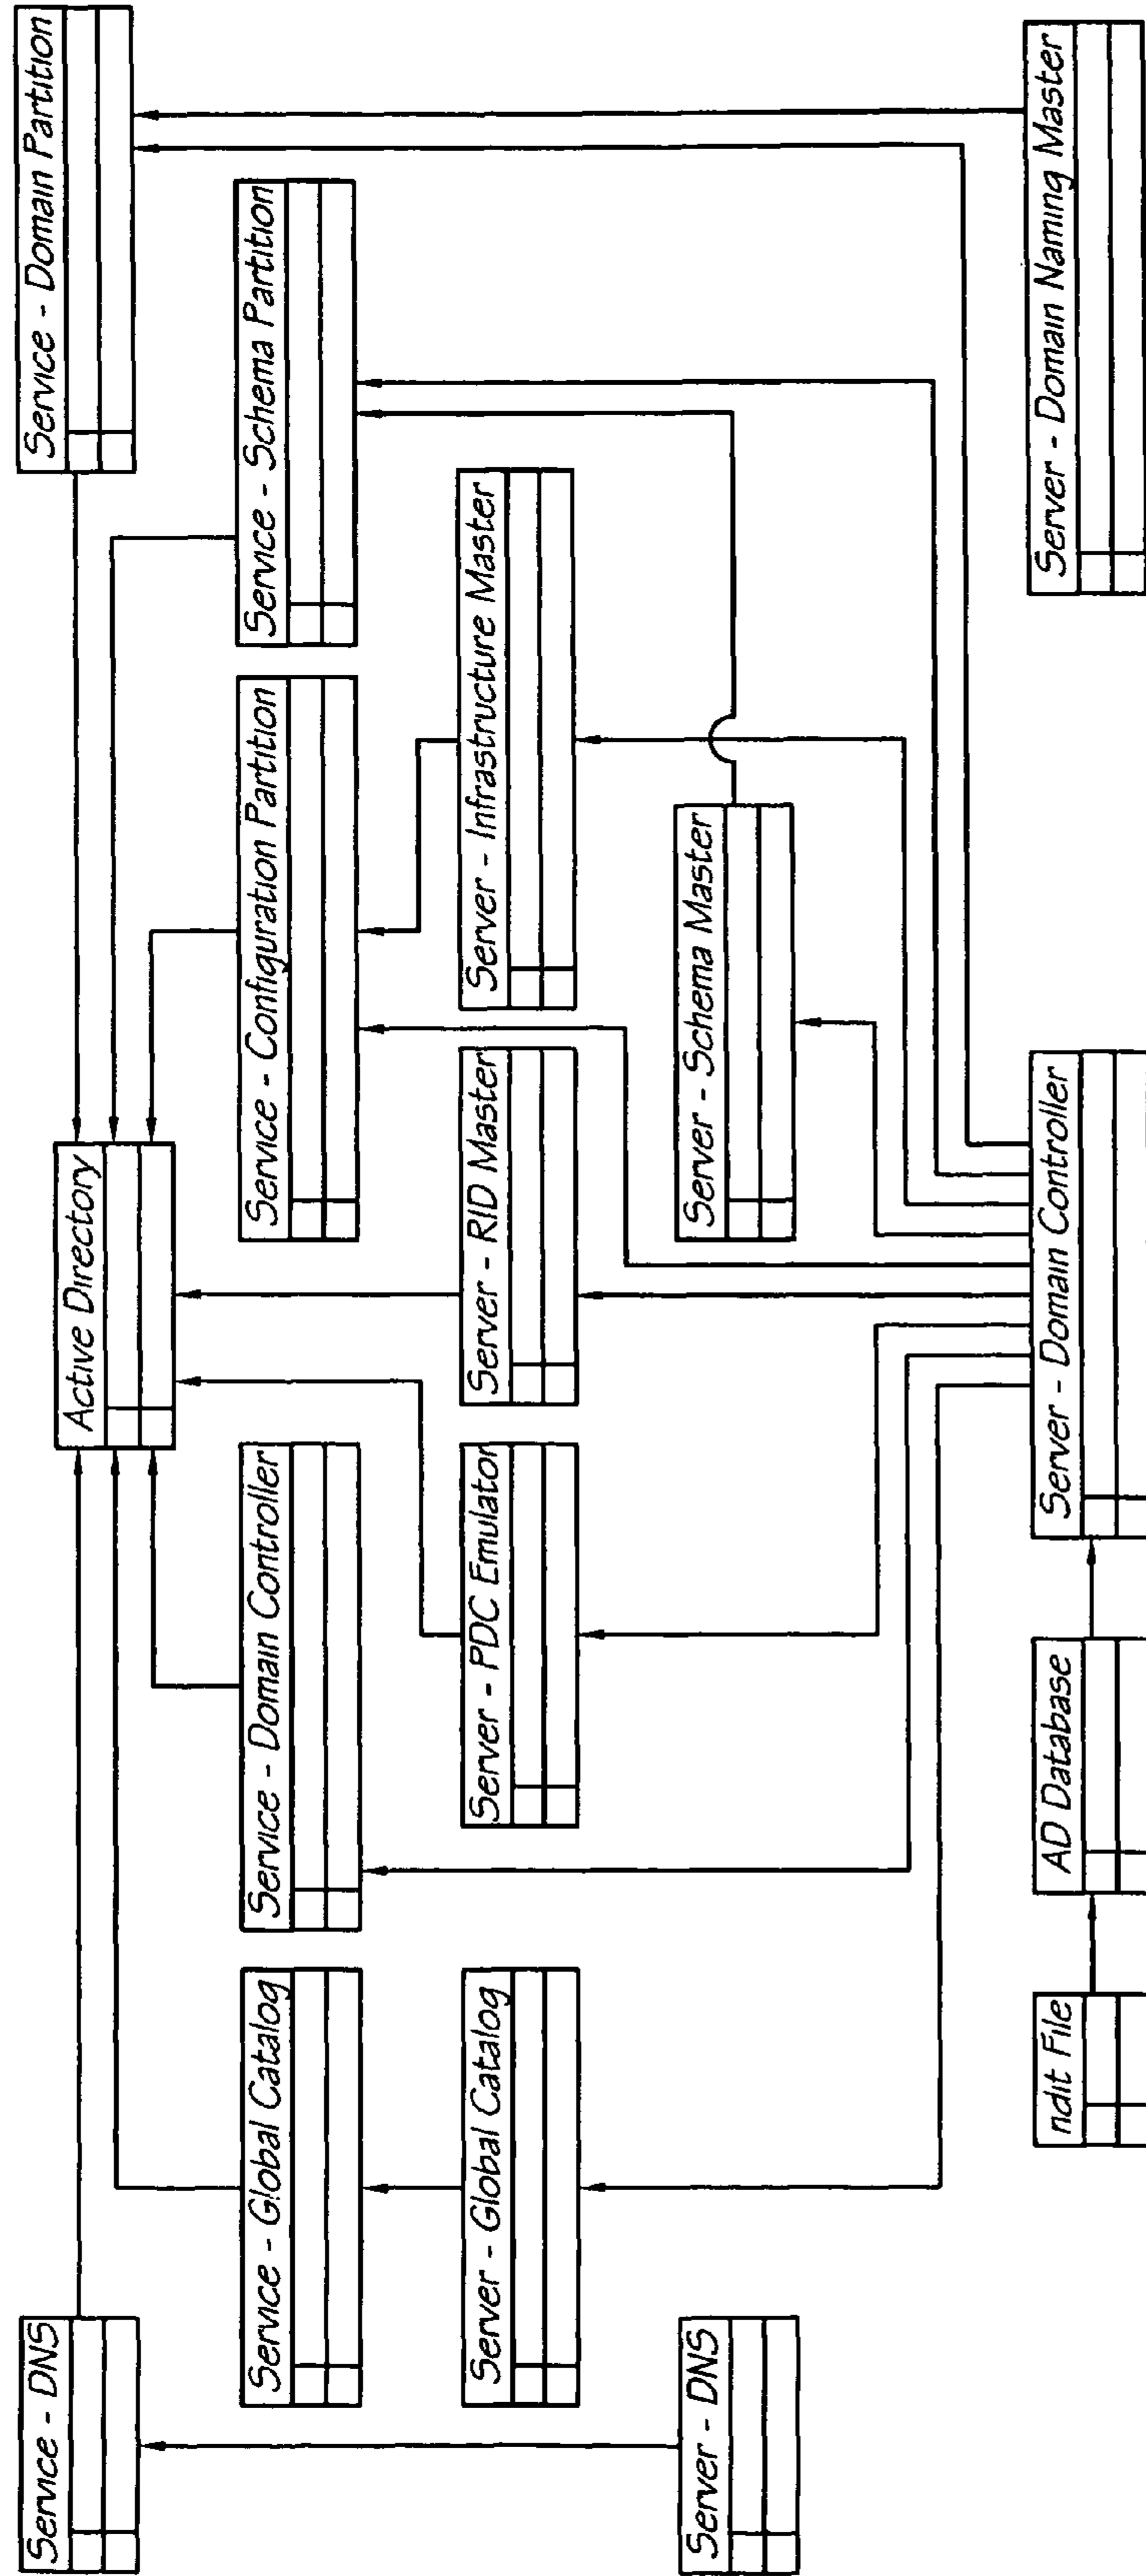 Service - DNS
Active Directory
Service - Domain Partition
Service - Global Catalog
Service - Domain Controller
Service - Configuration Partition
Service - Schema Partition
Server - Global Catalog
Server - PDC Emulator
Server - RID Master
Server - Infrastructure Master
Server - DNS
Server - Schema Master
ndit File
AD Database
Server - Domain Controller
Server - Domain Naming Master